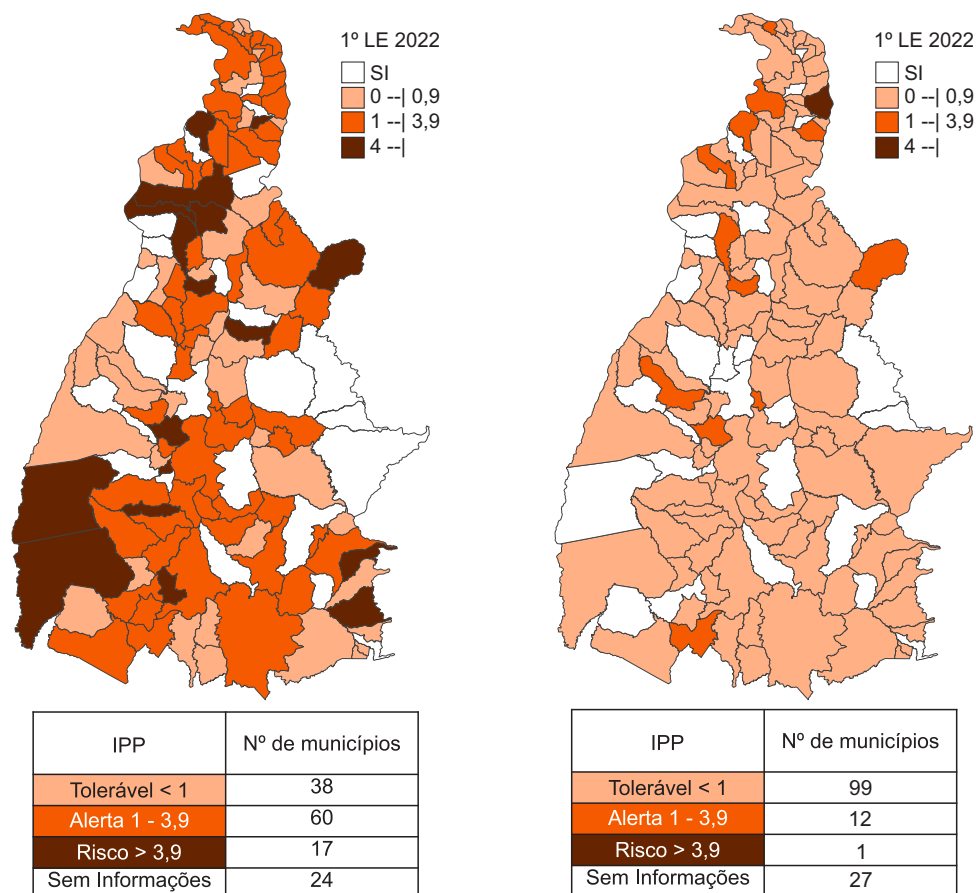 1º LE 2022
SI
0 --| 0,9
1 --| 3,9
4 --|
1º LE 2022
SI
0 --| 0,9
1 --| 3,9
4 --|
IPP Nº de municípios
Tolerável < 1 38
Alerta 1 - 3,9 60
Risco > 3,9 17
Sem Informações 24
IPP Nº de municípios
Tolerável < 1 99
Alerta 1 - 3,9 12
Risco > 3,9 1
Sem Informações 27